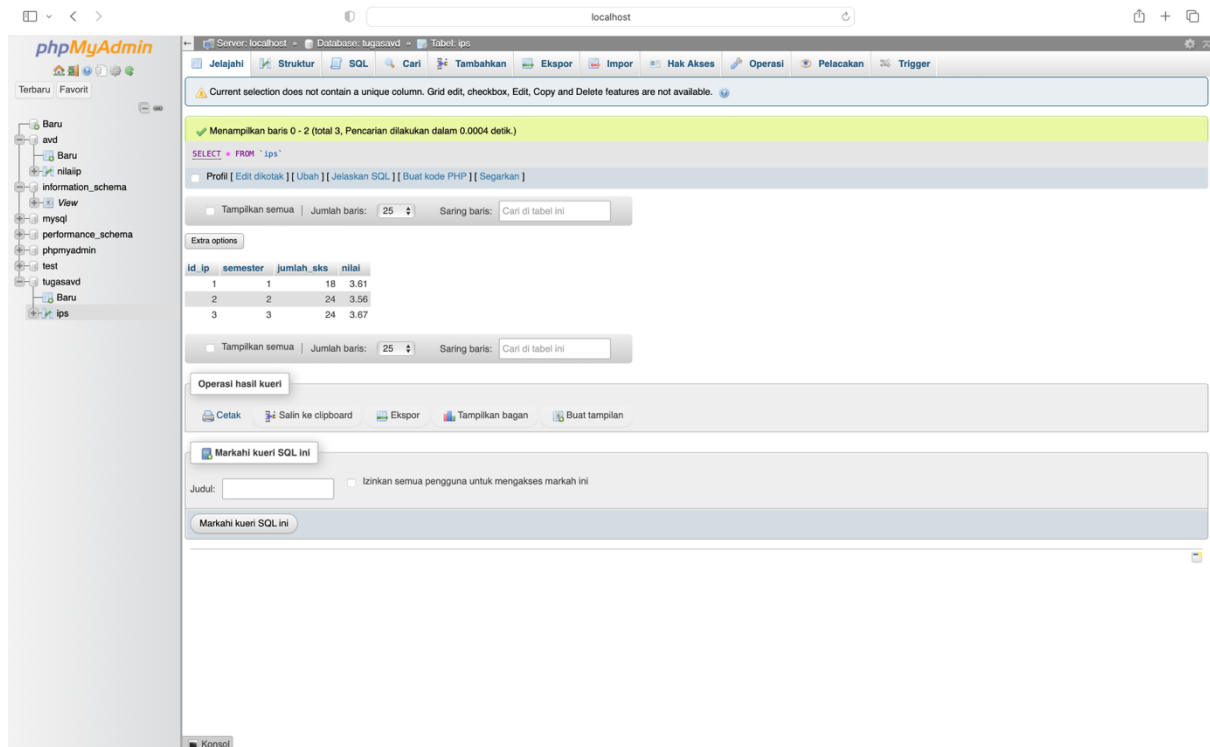 localhost
phpMyAdmin
Terbaru Favorit
Baru
avd
Baru
nilaiip
information_schema
View
mysql
performance_schema
phpmyadmin
test
tugasavd
Baru
ips
Server: localhost » Database: tugasavd » Tabel: ips
Jelajahi Struktur SQL Cari Tambahkan Ekspor Impor Hak Akses Operasi Pelacakan Trigger
Current selection does not contain a unique column. Grid edit, checkbox, Edit, Copy and Delete features are not available.
Menampilkan baris 0 - 2 (total 3, Pencarian dilakukan dalam 0.0004 detik.)
SELECT * FROM `ips`
Profil [ Edit dikotak ] [ Ubah ] [ Jelaskan SQL ] [ Buat kode PHP ] [ Segarkan ]
Tampilkan semua | Jumlah baris: 25 Saring baris: Cari di tabel ini
Extra options
id_ip semester jumlah_sks nilai
1 1 18 3.61
2 2 24 3.56
3 3 24 3.67
Tampilkan semua | Jumlah baris: 25 Saring baris: Cari di tabel ini
Operasi hasil kueri
Cetak Salin ke clipboard Ekspor Tampilkan bagan Buat tampilan
Markahi kueri SQL ini
Judul: Izinkan semua pengguna untuk mengakses markah ini
Markahi kueri SQL ini
Konsol